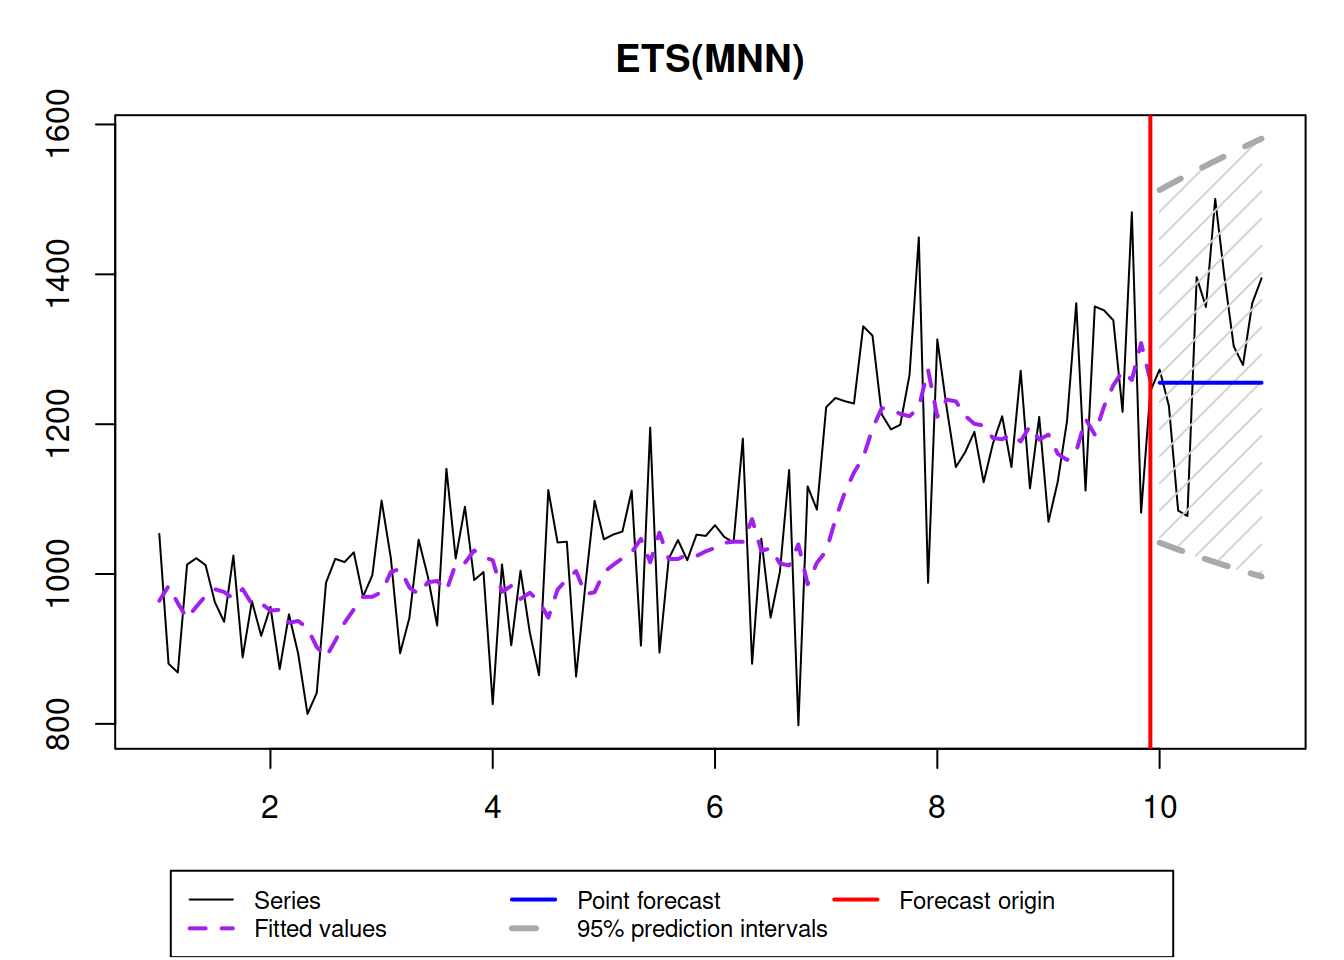 ETS(MNN)
1600
1400
1200
1000
800
2 4 6 8 10
Series Point forecast Forecast origin
Fitted values 95% prediction intervals